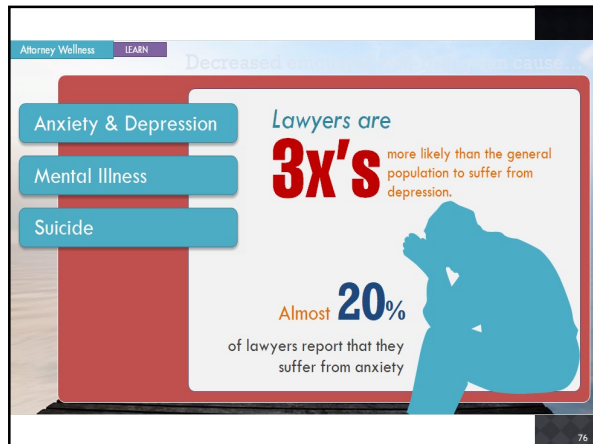 Attorney Wellness
LEARN
Anxiety & Depression
Mental Illness
Suicide
Lawyers are
3x's
more likely than the general
population to suffer from
depression.
Almost 20%
of lawyers report that they
suffer from anxiety
76